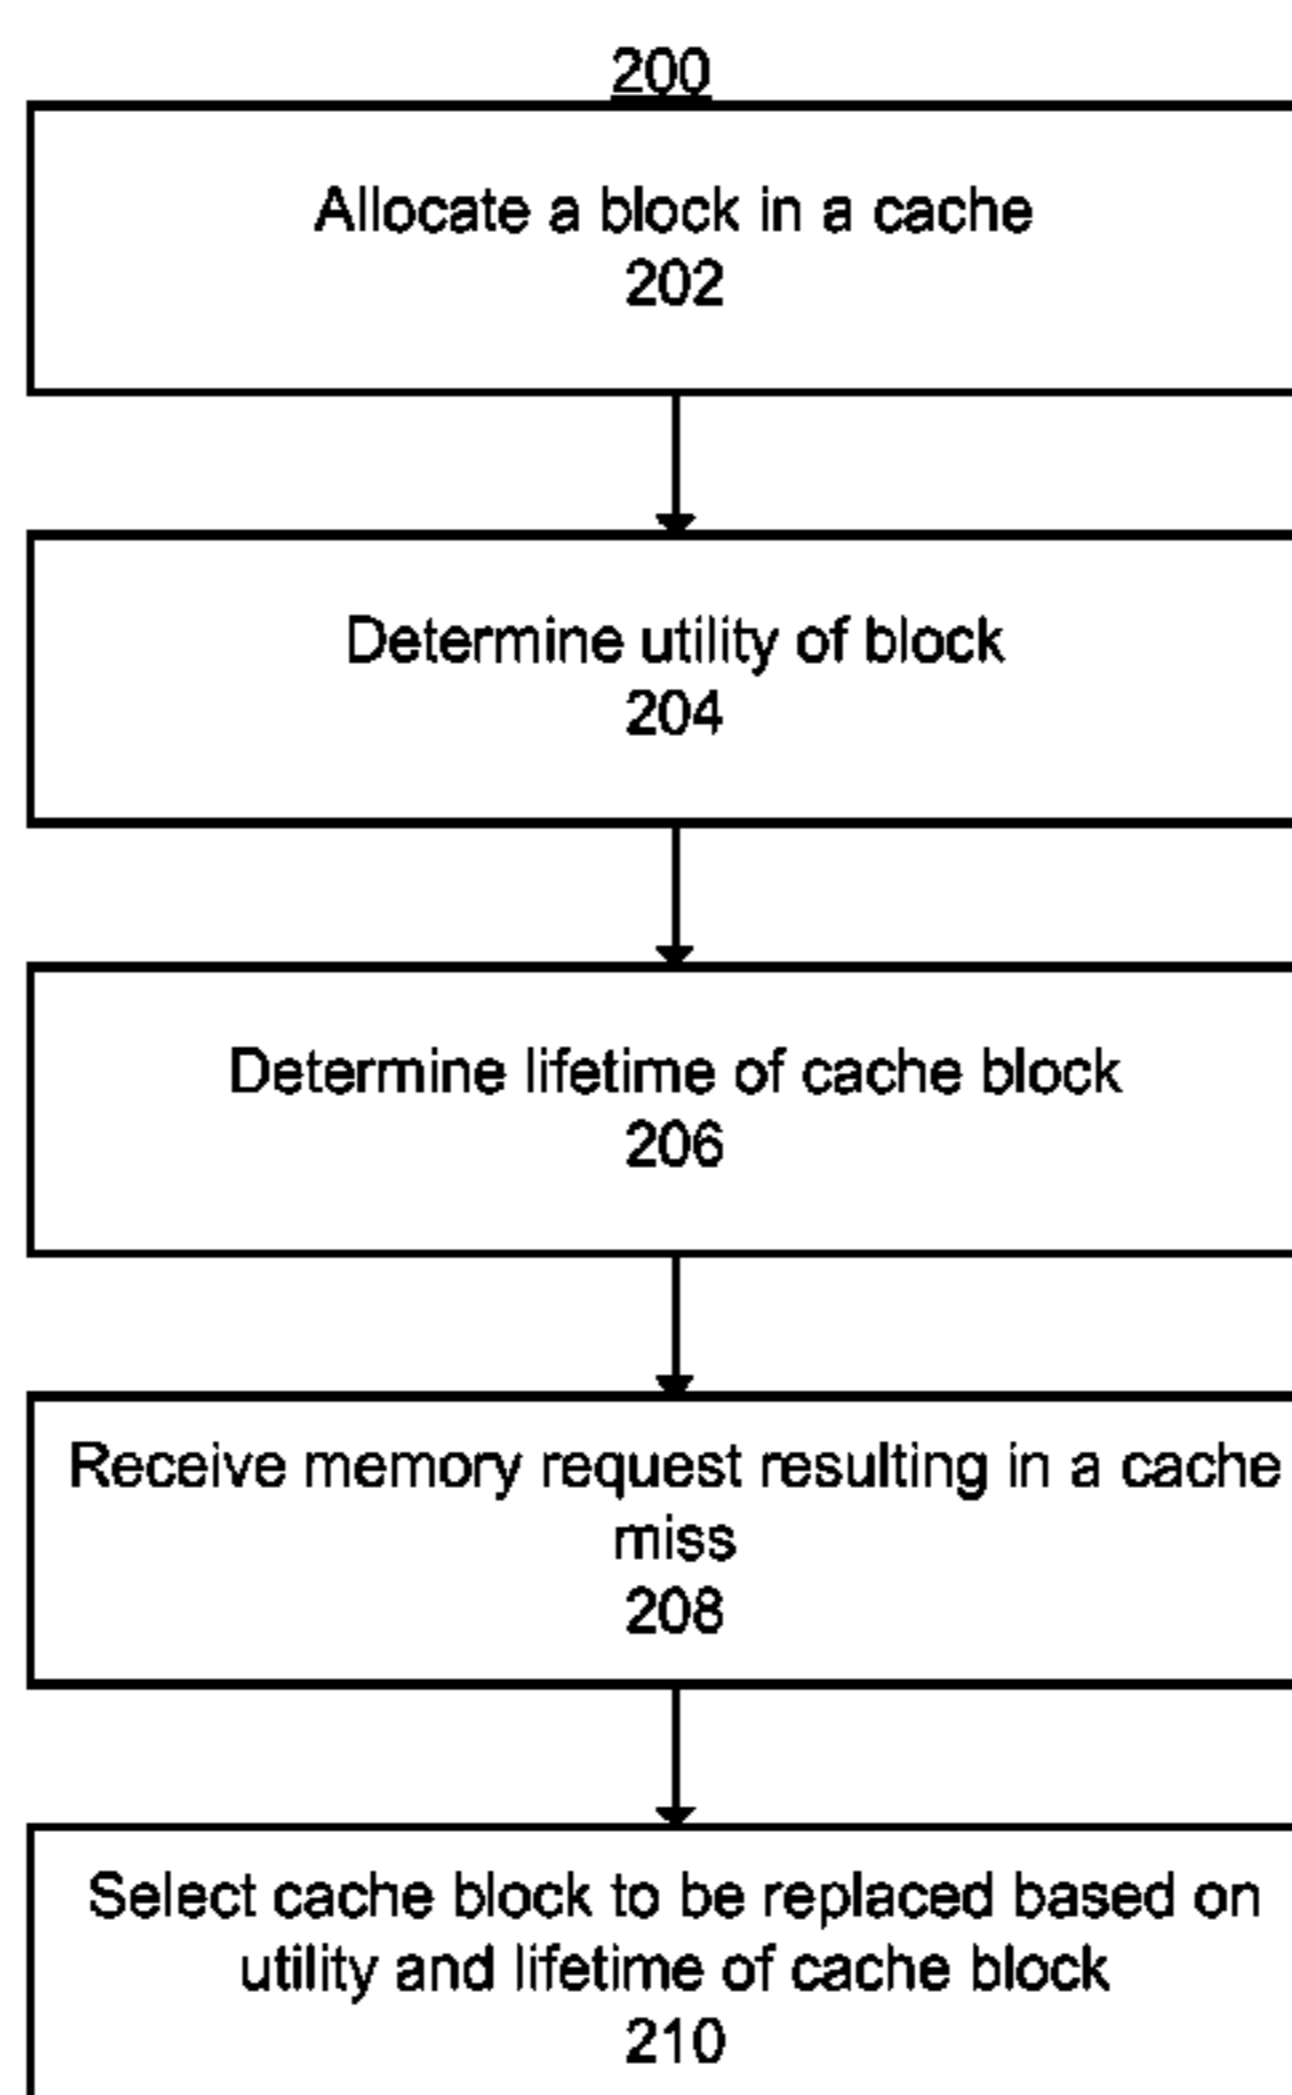 200
Allocate a block in a cache
202
Determine utility of block
204
Determine lifetime of cache block
206
Receive memory request resulting in a cache
miss
208
Select cache block to be replaced based on
utility and lifetime of cache block
210